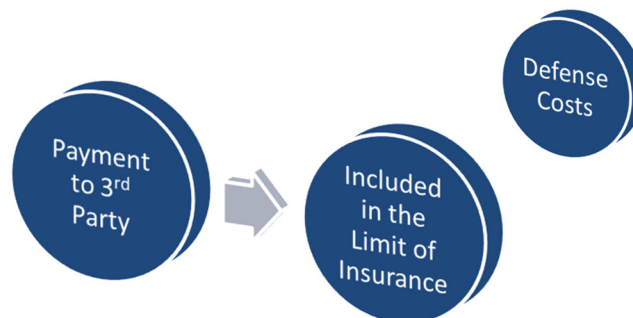 Payment
to 3rd
Party
Included
in the
Limit of
Insurance
Defense
Costs